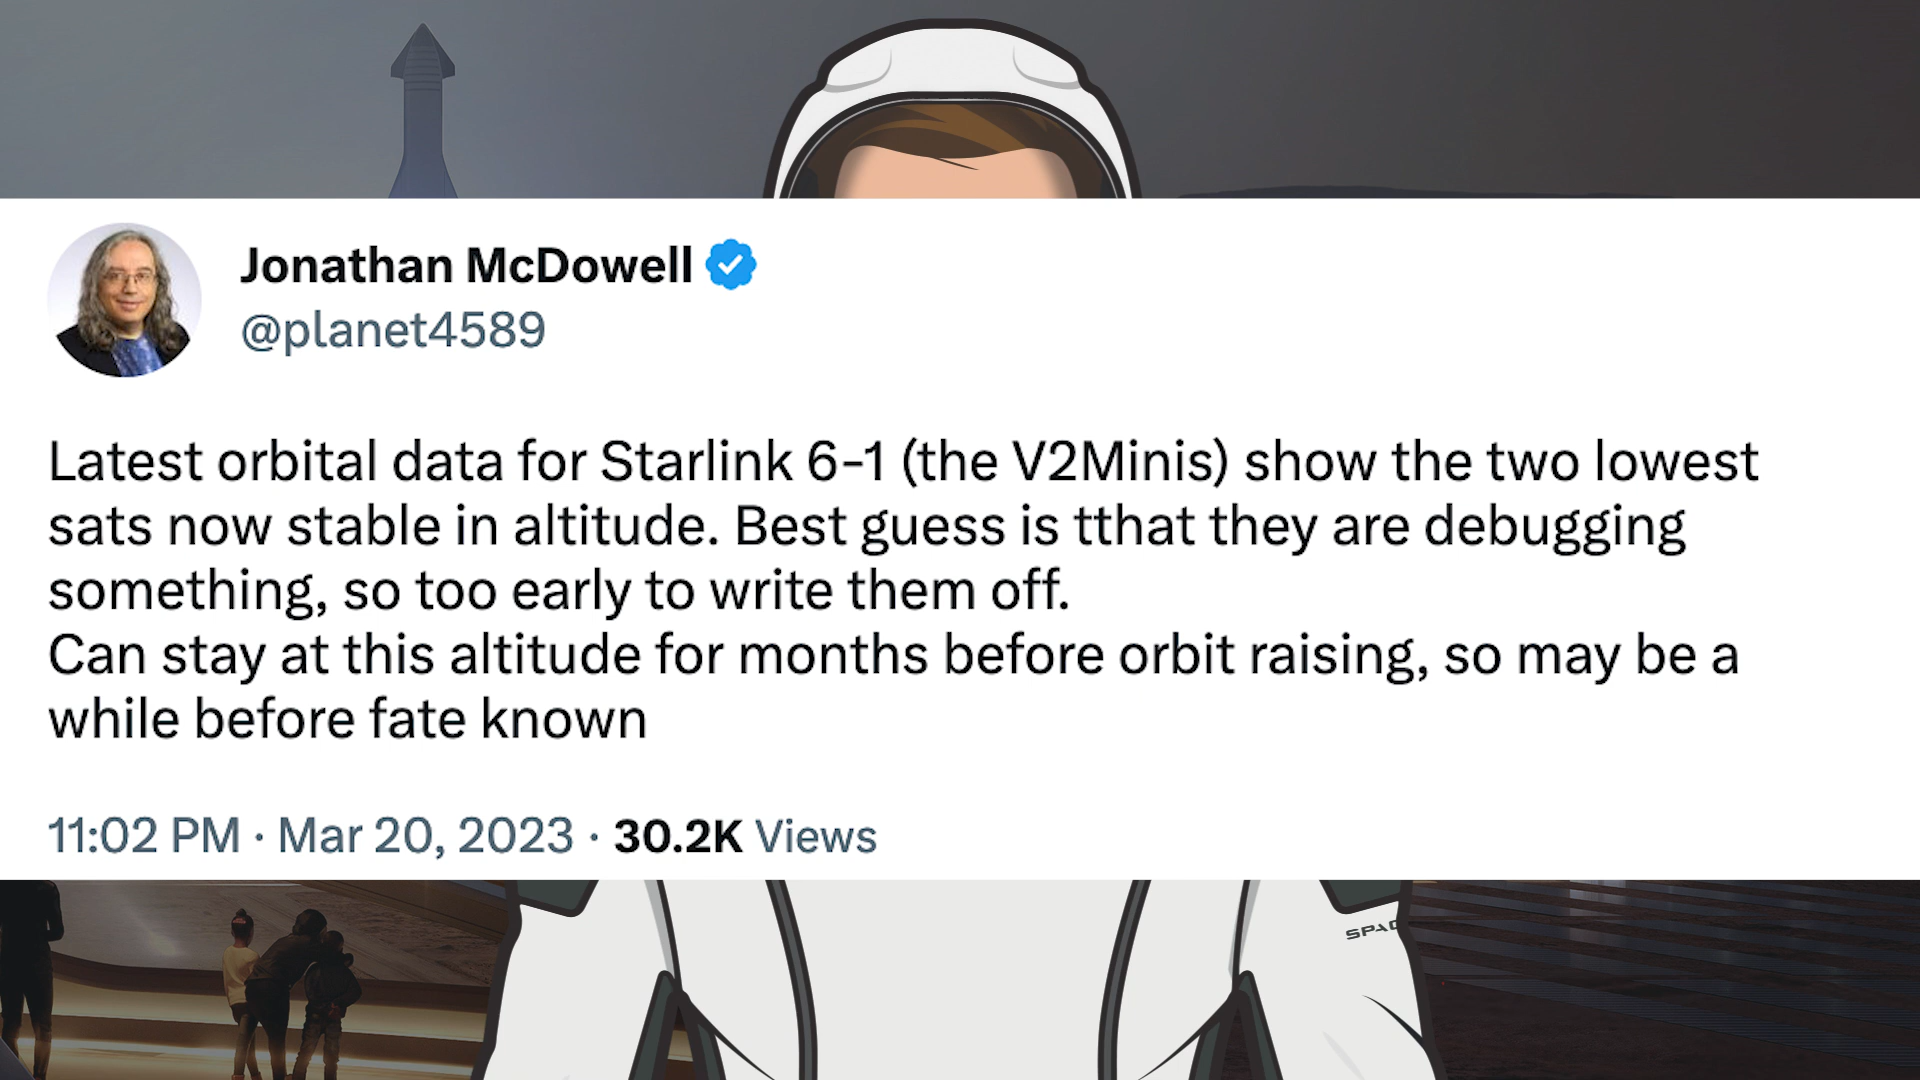 Jonathan McDowell
@planet4589
Latest orbital data for Starlink 6-1 (the V2Minis) show the two lowest
sats now stable in altitude. Best guess is tthat they are debugging
something, so too early to write them off.
Can stay at this altitude for months before orbit raising, so may be a
while before fate known
11:02 PM · Mar 20, 2023 · 30.2K Views
SPAC